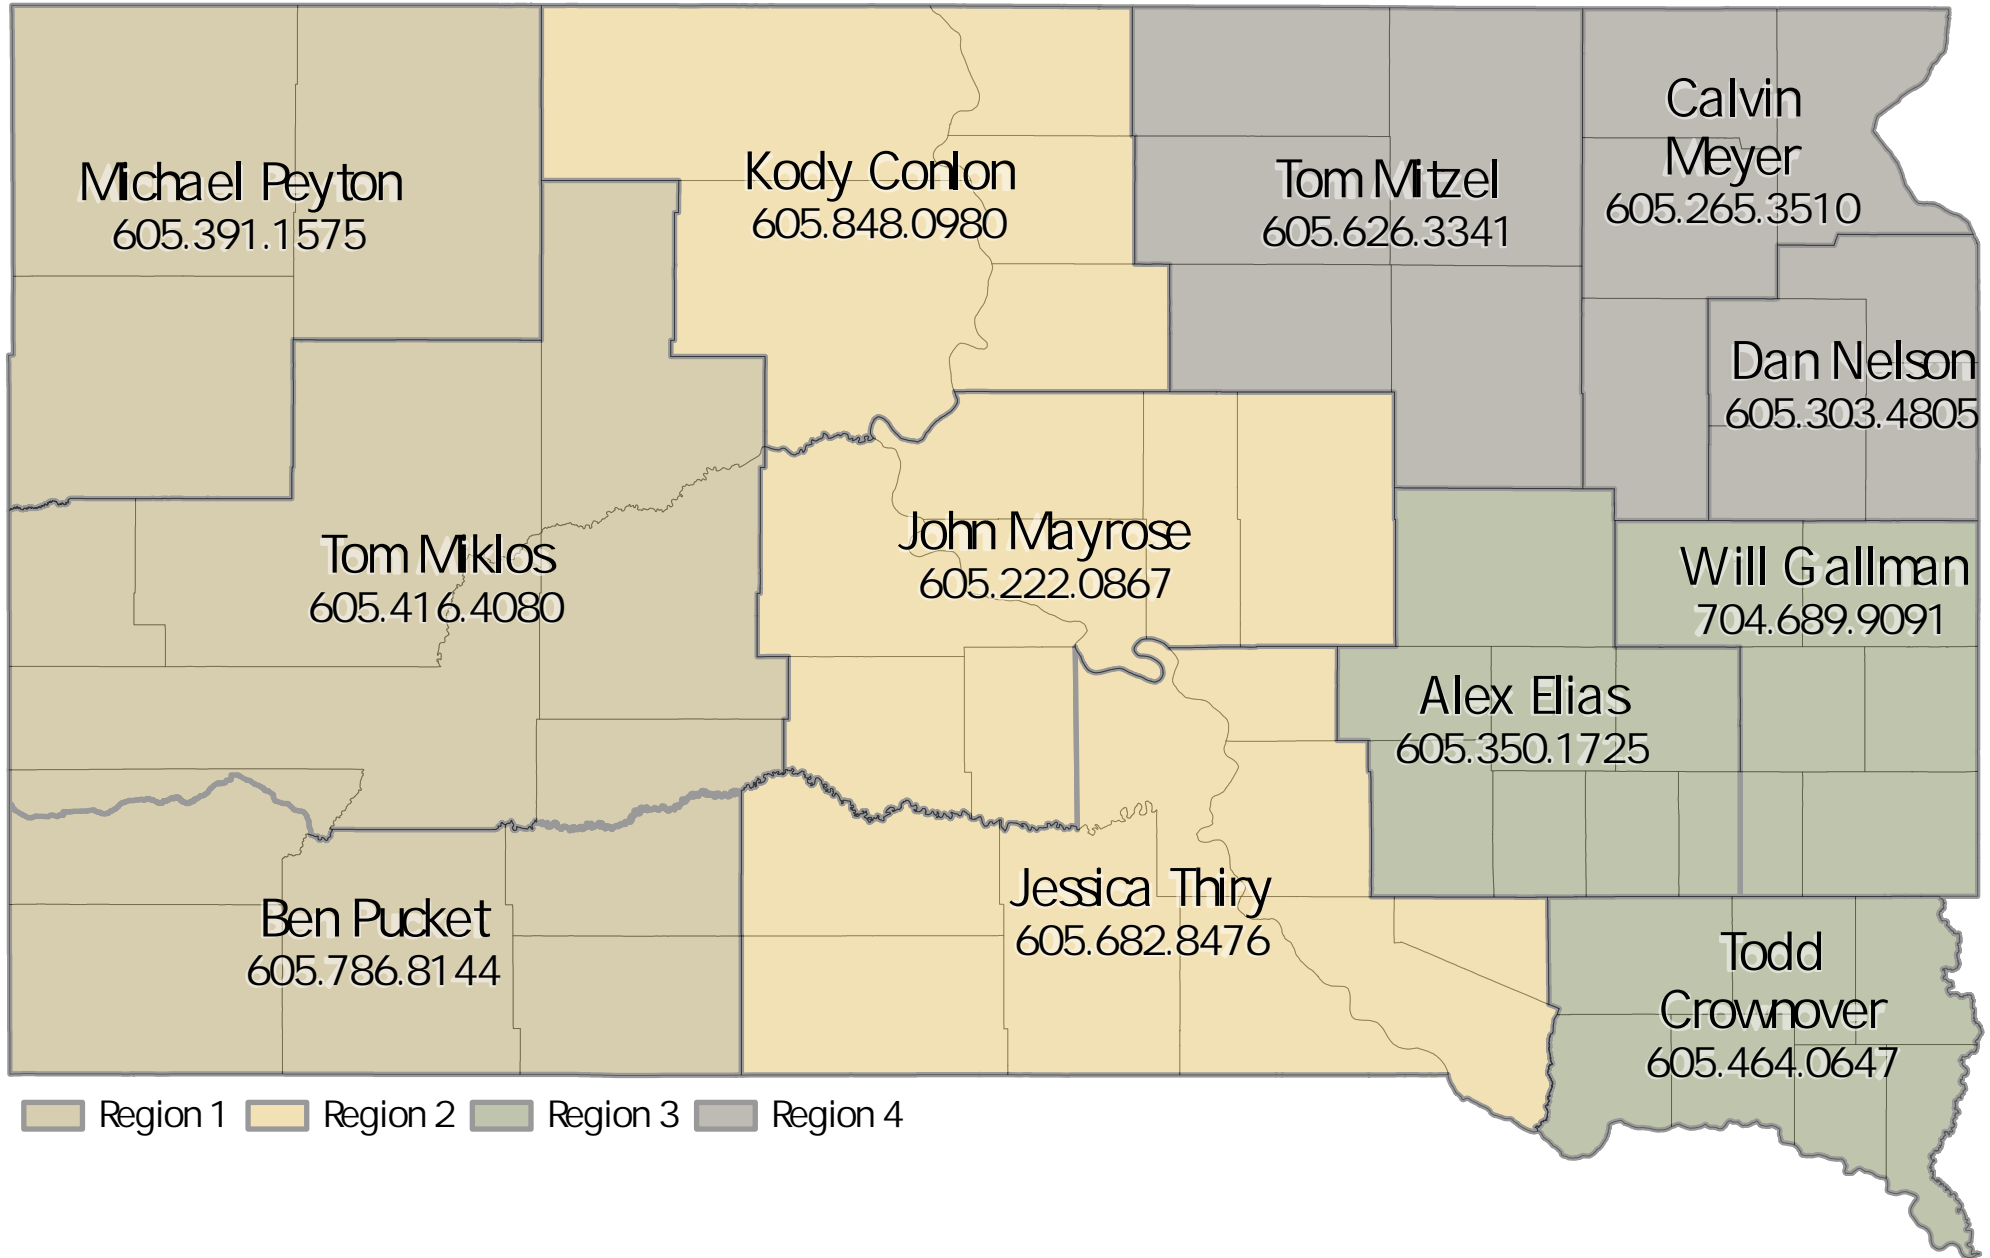 Michael Peyton
605.391.1575
Kody Conlon
605.848.0980
Tom Mitzel
605.626.3341
Calvin
Meyer
605.265.3510
Dan Nelson
605.303.4805
Tom Miklos
605.416.4080
John Mayrose
605.222.0867
Will Gallman
704.689.9091
Alex Elias
605.350.1725
Ben Pucket
605.786.8144
Jessica Thiry
605.682.8476
Todd
Crownover
605.464.0647
Region 1
Region 2
Region 3
Region 4